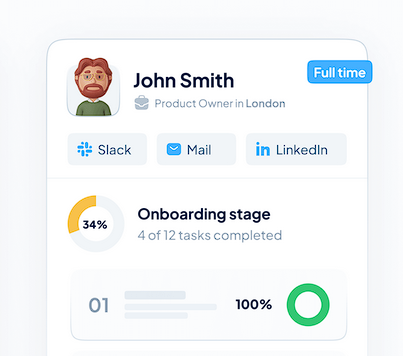 Full time
John Smith
Product Owner in London
Slack
Mail
LinkedIn
34%
Onboarding stage
4 of 12 tasks completed
01
100%